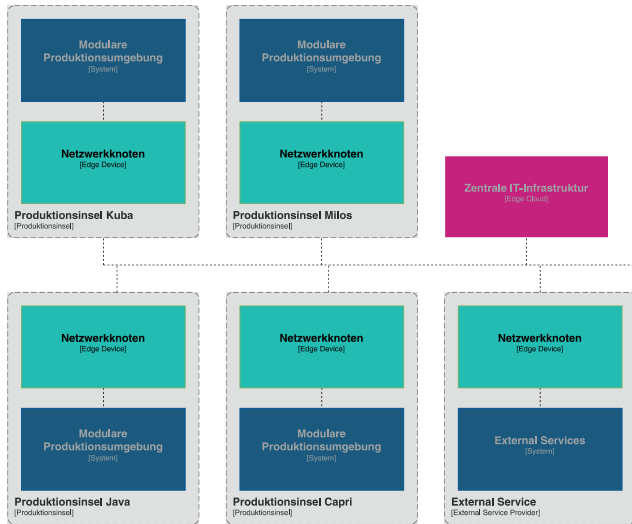 Modulare
Produktionsumgebung
[System]
Netzwerkknoten
[Edge Device]
Produktionsinsel Kuba
[Produktionsinsel]
Modulare
Produktionsumgebung
[System]
Netzwerkknoten
[Edge Device]
Produktionsinsel Milos
[Produktionsinsel]
Zentrale IT-Infrastruktur
[Edge Cloud]
Netzwerkknoten
[Edge Device]
Modulare
Produktionsumgebung
[System]
Produktionsinsel Java
[Produktionsinsel]
Netzwerkknoten
[Edge Device]
Modulare
Produktionsumgebung
[System]
Produktionsinsel Capri
[Produktionsinsel]
Netzwerkknoten
[Edge Device]
External Services
[System]
External Service
[External Service Provider]